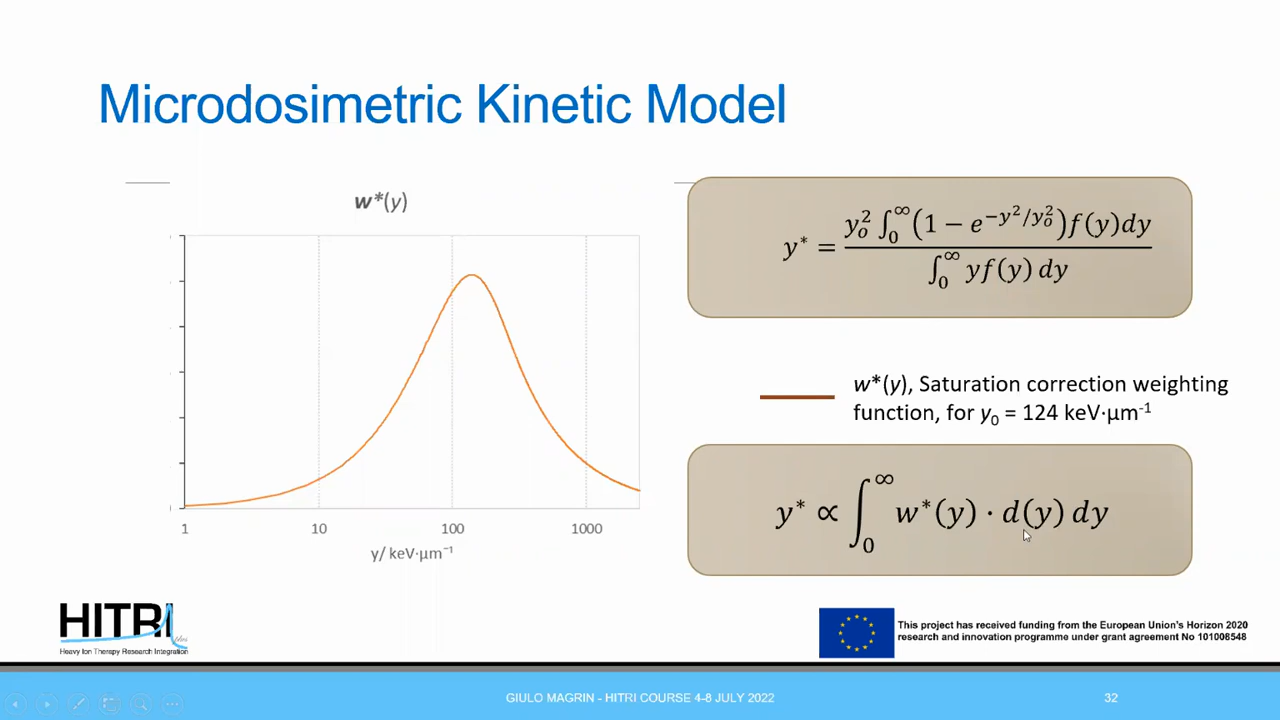 Microdosimetric Kinetic Model
w*(y)
1 10 100 1000
y/ keV·µm⁻¹
y* = y₀² ∫₀^∞ (1 − e^(−y²/y₀²)) f(y)dy / ∫₀^∞ yf(y) dy
w*(y), Saturation correction weighting
function, for y₀ = 124 keV·µm⁻¹
y* ∝ ∫₀^∞ w*(y) · d(y) dy
HITRI
Heavy Ion Therapy Research Integration
This project has received funding from the European Union's Horizon 2020
research and innovation programme under grant agreement No 101008548
GIULO MAGRIN - HITRI COURSE 4-8 JULY 2022
32